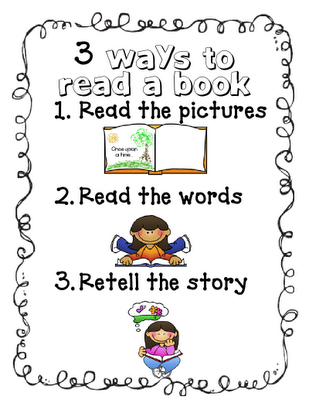 3 ways to
read a book
1. Read the pictures
Once upon
a time...
2. Read the words
3. Retell the story